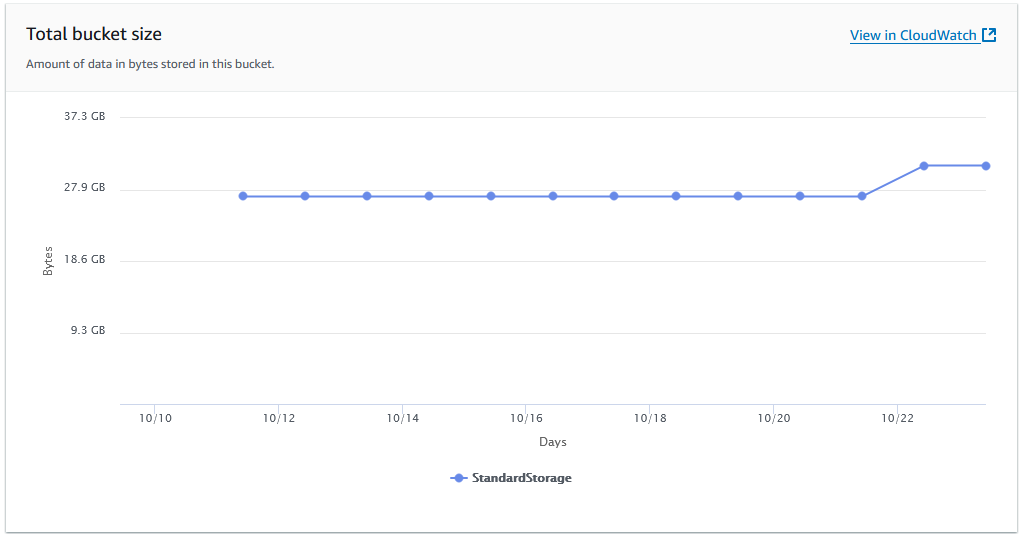 Total bucket size
View in CloudWatch
Amount of data in bytes stored in this bucket.
37.3 GB
27.9 GB
18.6 GB
9.3 GB
Bytes
10/10 10/12 10/14 10/16 10/18 10/20 10/22
Days
StandardStorage